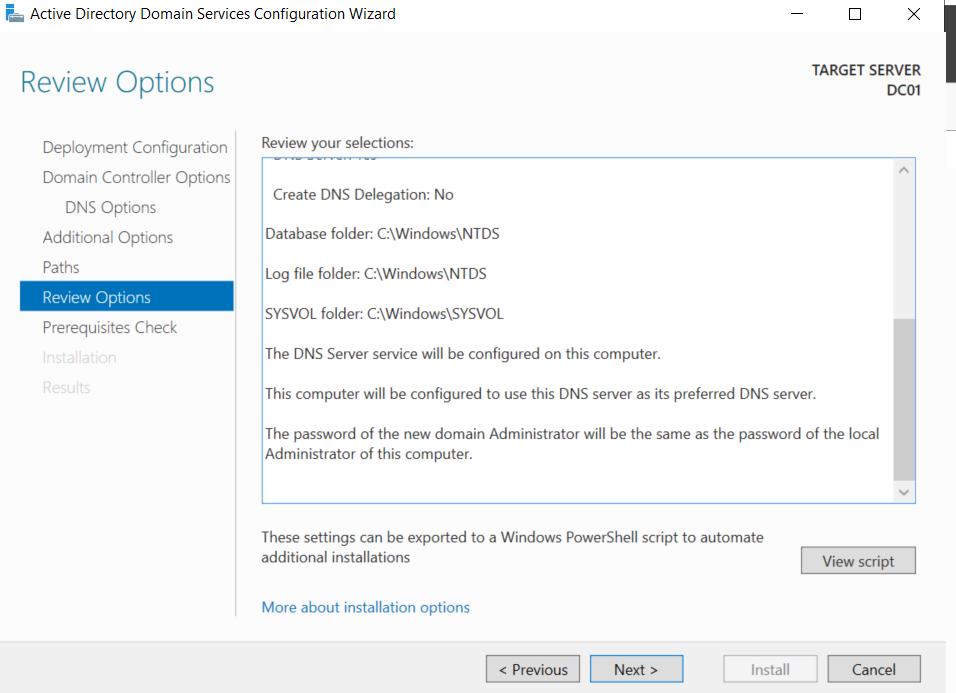 Active Directory Domain Services Configuration Wizard
Review Options
TARGET SERVER
DC01
Deployment Configuration
Domain Controller Options
DNS Options
Additional Options
Paths
Review Options
Prerequisites Check
Installation
Results
Review your selections:
Create DNS Delegation: No
Database folder: C:\Windows\NTDS
Log file folder: C:\Windows\NTDS
SYSVOL folder: C:\Windows\SYSVOL
The DNS Server service will be configured on this computer.
This computer will be configured to use this DNS server as its preferred DNS server.
The password of the new domain Administrator will be the same as the password of the local
Administrator of this computer.
These settings can be exported to a Windows PowerShell script to automate
additional installations
View script
More about installation options
< Previous
Next >
Install
Cancel